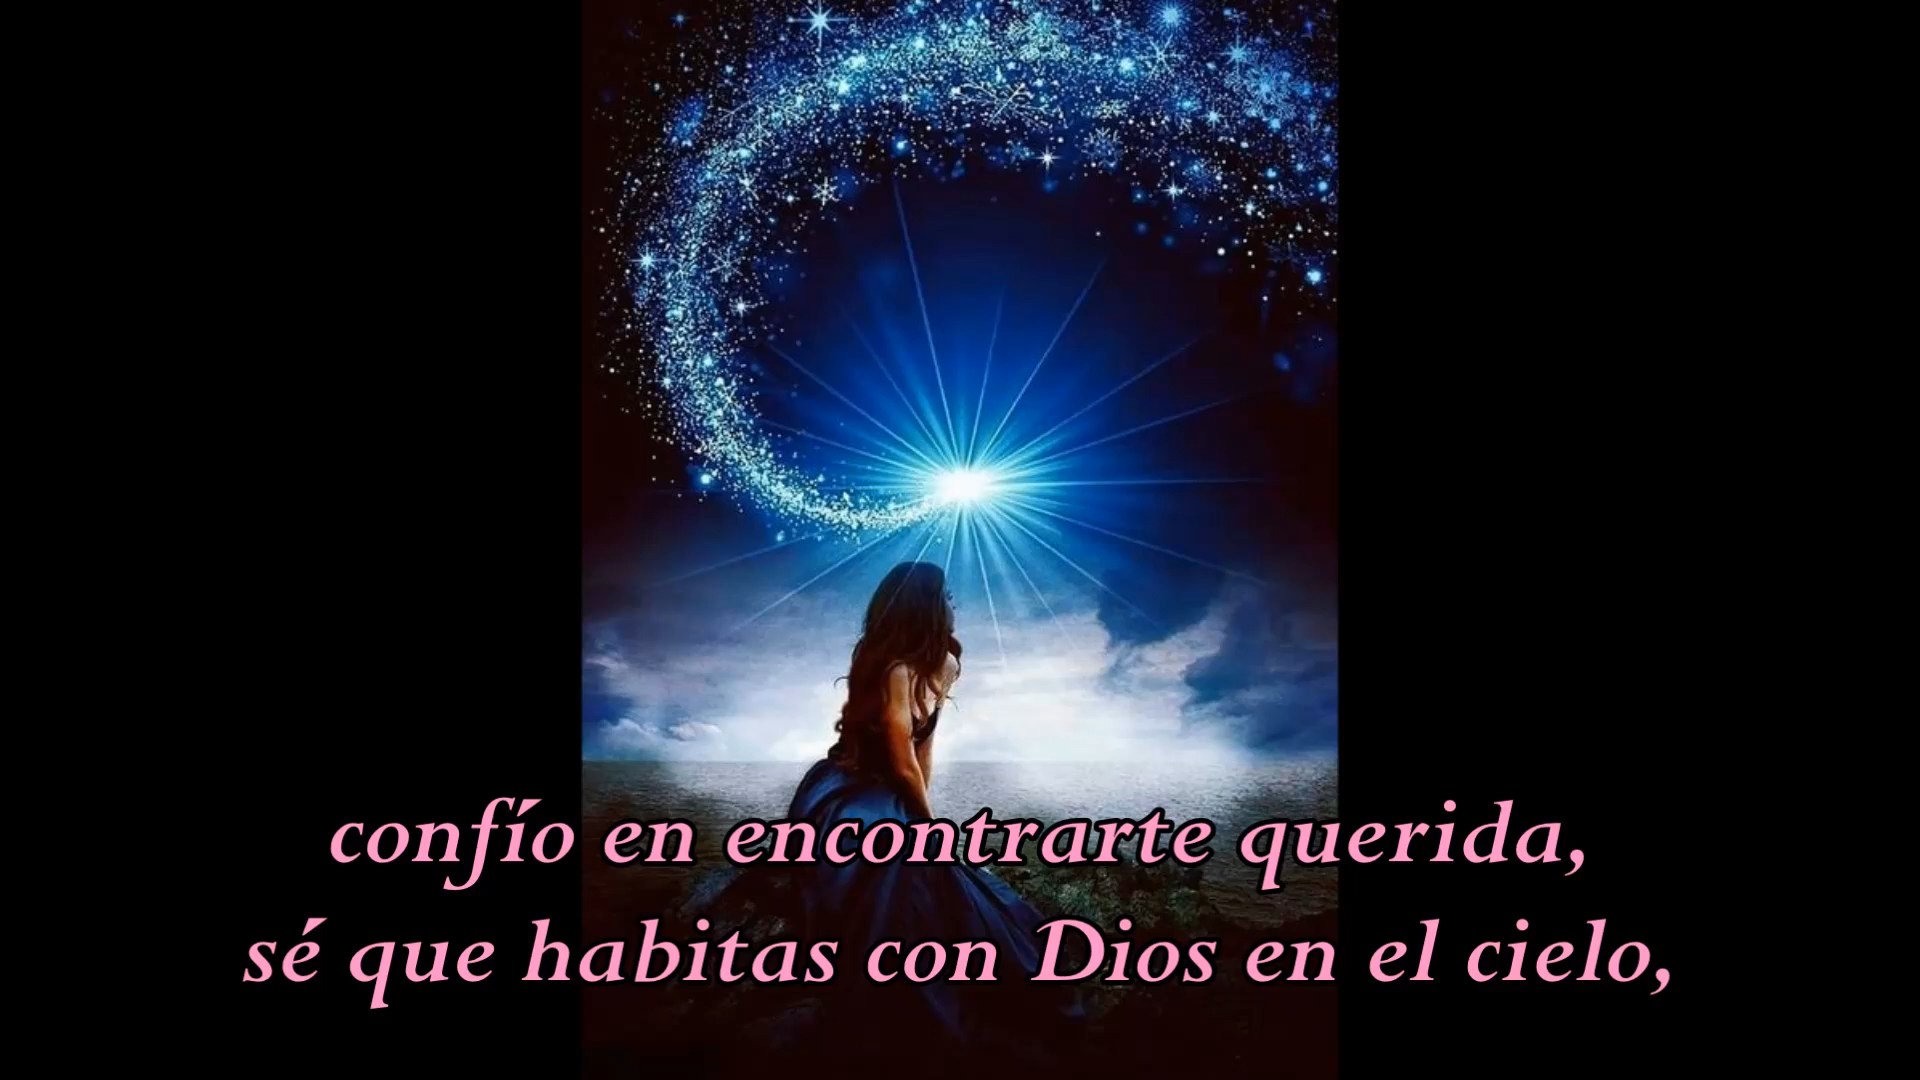 confío en encontrarte querida,
sé que habitas con Dios en el cielo,